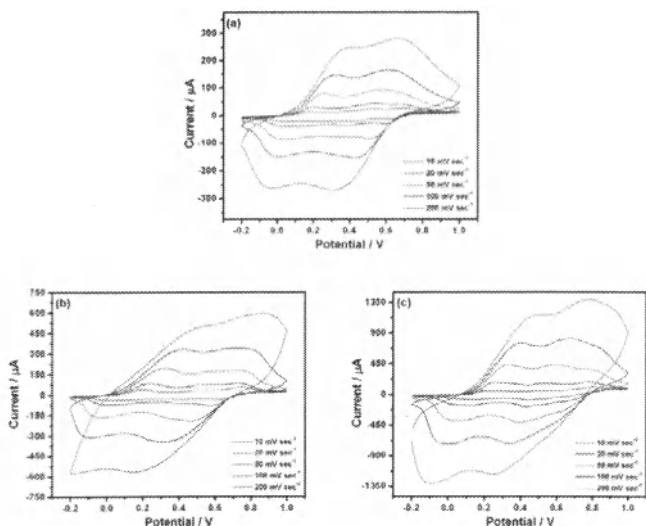 (a)
300
150
0
-150
-300
Current / µA
-0.2 0.0 0.2 0.4 0.6 0.8 1.0
Potential / V
10 mV sec⁻¹
20 mV sec⁻¹
50 mV sec⁻¹
100 mV sec⁻¹
200 mV sec⁻¹
(b)
750
600
450
300
150
0
-150
-300
-450
-600
-750
Current / µA
-0.2 0.0 0.2 0.4 0.6 0.8 1.0
Potential / V
10 mV sec⁻¹
20 mV sec⁻¹
50 mV sec⁻¹
100 mV sec⁻¹
200 mV sec⁻¹
(c)
1350
900
450
0
-450
-900
-1350
Current / µA
-0.2 0.0 0.2 0.4 0.6 0.8 1.0
Potential / V
10 mV sec⁻¹
20 mV sec⁻¹
50 mV sec⁻¹
100 mV sec⁻¹
200 mV sec⁻¹